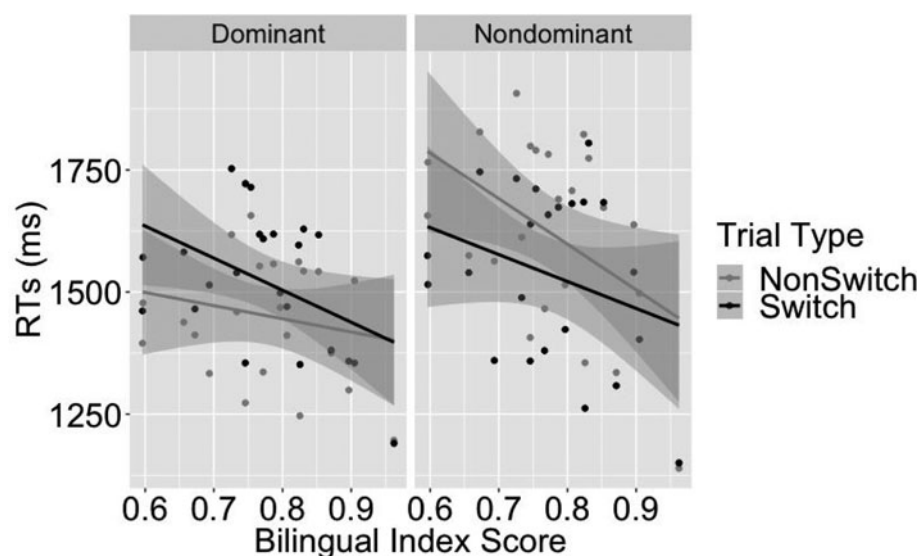 Dominant
Nondominant
1750
1500
1250
RTs (ms)
0.6 0.7 0.8 0.9
0.6 0.7 0.8 0.9
Bilingual Index Score
Trial Type
NonSwitch
Switch